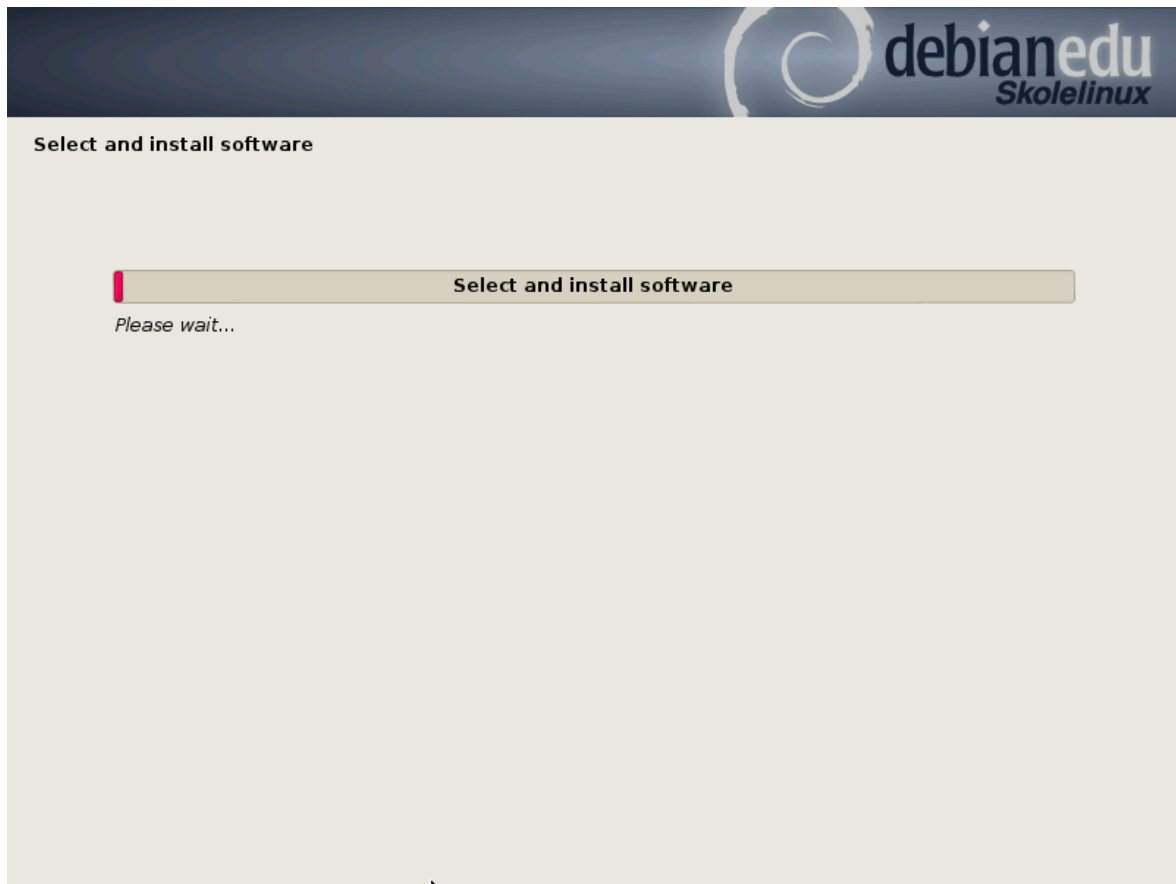 debianedu
Skolelinux
Select and install software
Select and install software
Please wait...